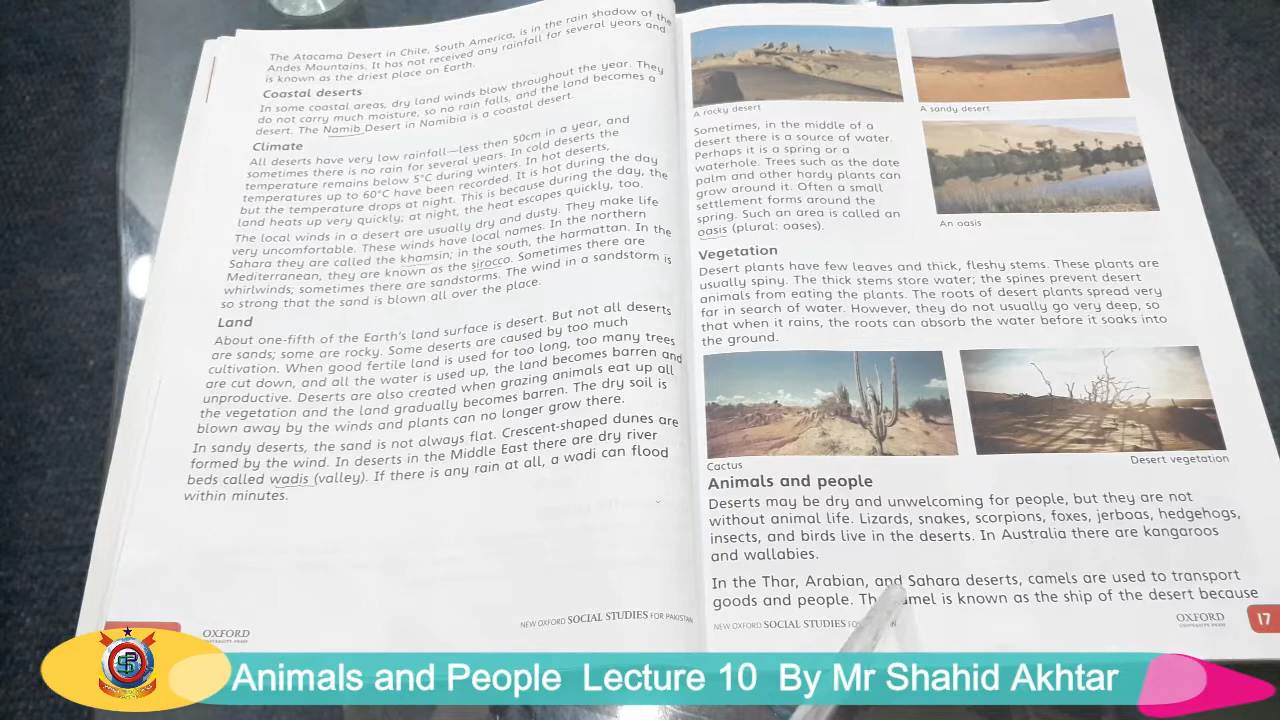 The Atacama Desert in Chile, South America, is in the rain shadow of the
Andes Mountains. It has not received any rainfall for several years and
is known as the driest place on Earth.
Coastal deserts
In some coastal areas, dry land winds blow throughout the year. They
do not carry much moisture, so no rain falls, and the land becomes a
desert. The Namib Desert in Namibia is a coastal desert.
Climate
All deserts have very low rainfall—less then 50cm in a year, and
sometimes there is no rain for several years. In cold deserts the
temperature remains below 5°C during winters. In hot deserts,
temperatures up to 60°C have been recorded. It is hot during the day
but the temperature drops at night. This is because during the day, the
land heats up very quickly; at night, the heat escapes quickly, too.
The local winds in a desert are usually dry and dusty. They make life
very uncomfortable. These winds have local names. In the northern
Sahara they are called the khamsin; in the south, the harmattan. In the
Mediterranean, they are known as the sirocco. Sometimes there are
whirlwinds; sometimes there are sandstorms. The wind in a sandstorm is
so strong that the sand is blown all over the place.
Land
About one-fifth of the Earth's land surface is desert. But not all deserts
are sands; some are rocky. Some deserts are caused by too much
cultivation. When good fertile land is used for too long, too many trees
are cut down, and all the water is used up, the land becomes barren and
unproductive. Deserts are also created when grazing animals eat up all
the vegetation and the land gradually becomes barren. The dry soil is
blown away by the winds and plants can no longer grow there.
In sandy deserts, the sand is not always flat. Crescent-shaped dunes are
formed by the wind. In deserts in the Middle East there are dry river
beds called wadis (valley). If there is any rain at all, a wadi can flood
within minutes.
OXFORD
UNIVERSITY PRESS
NEW OXFORD SOCIAL STUDIES FOR PAKISTAN
A rocky desert
A sandy desert
Sometimes, in the middle of a
desert there is a source of water.
Perhaps it is a spring or a
waterhole. Trees such as the date
palm and other hardy plants can
grow around it. Often a small
settlement forms around the
spring. Such an area is called an
oasis (plural: oases).
An oasis
Vegetation
Desert plants have few leaves and thick, fleshy stems. These plants are
usually spiny. The thick stems store water; the spines prevent desert
animals from eating the plants. The roots of desert plants spread very
far in search of water. However, they do not usually go very deep, so
that when it rains, the roots can absorb the water before it soaks into
the ground.
Cactus
Desert vegetation
Animals and people
Deserts may be dry and unwelcoming for people, but they are not
without animal life. Lizards, snakes, scorpions, foxes, jerboas, hedgehogs,
insects, and birds live in the deserts. In Australia there are kangaroos
and wallabies.
In the Thar, Arabian, and Sahara deserts, camels are used to transport
goods and people. The camel is known as the ship of the desert because
NEW OXFORD SOCIAL STUDIES
OXFORD
UNIVERSITY PRESS
17
Animals and People Lecture 10 By Mr Shahid Akhtar